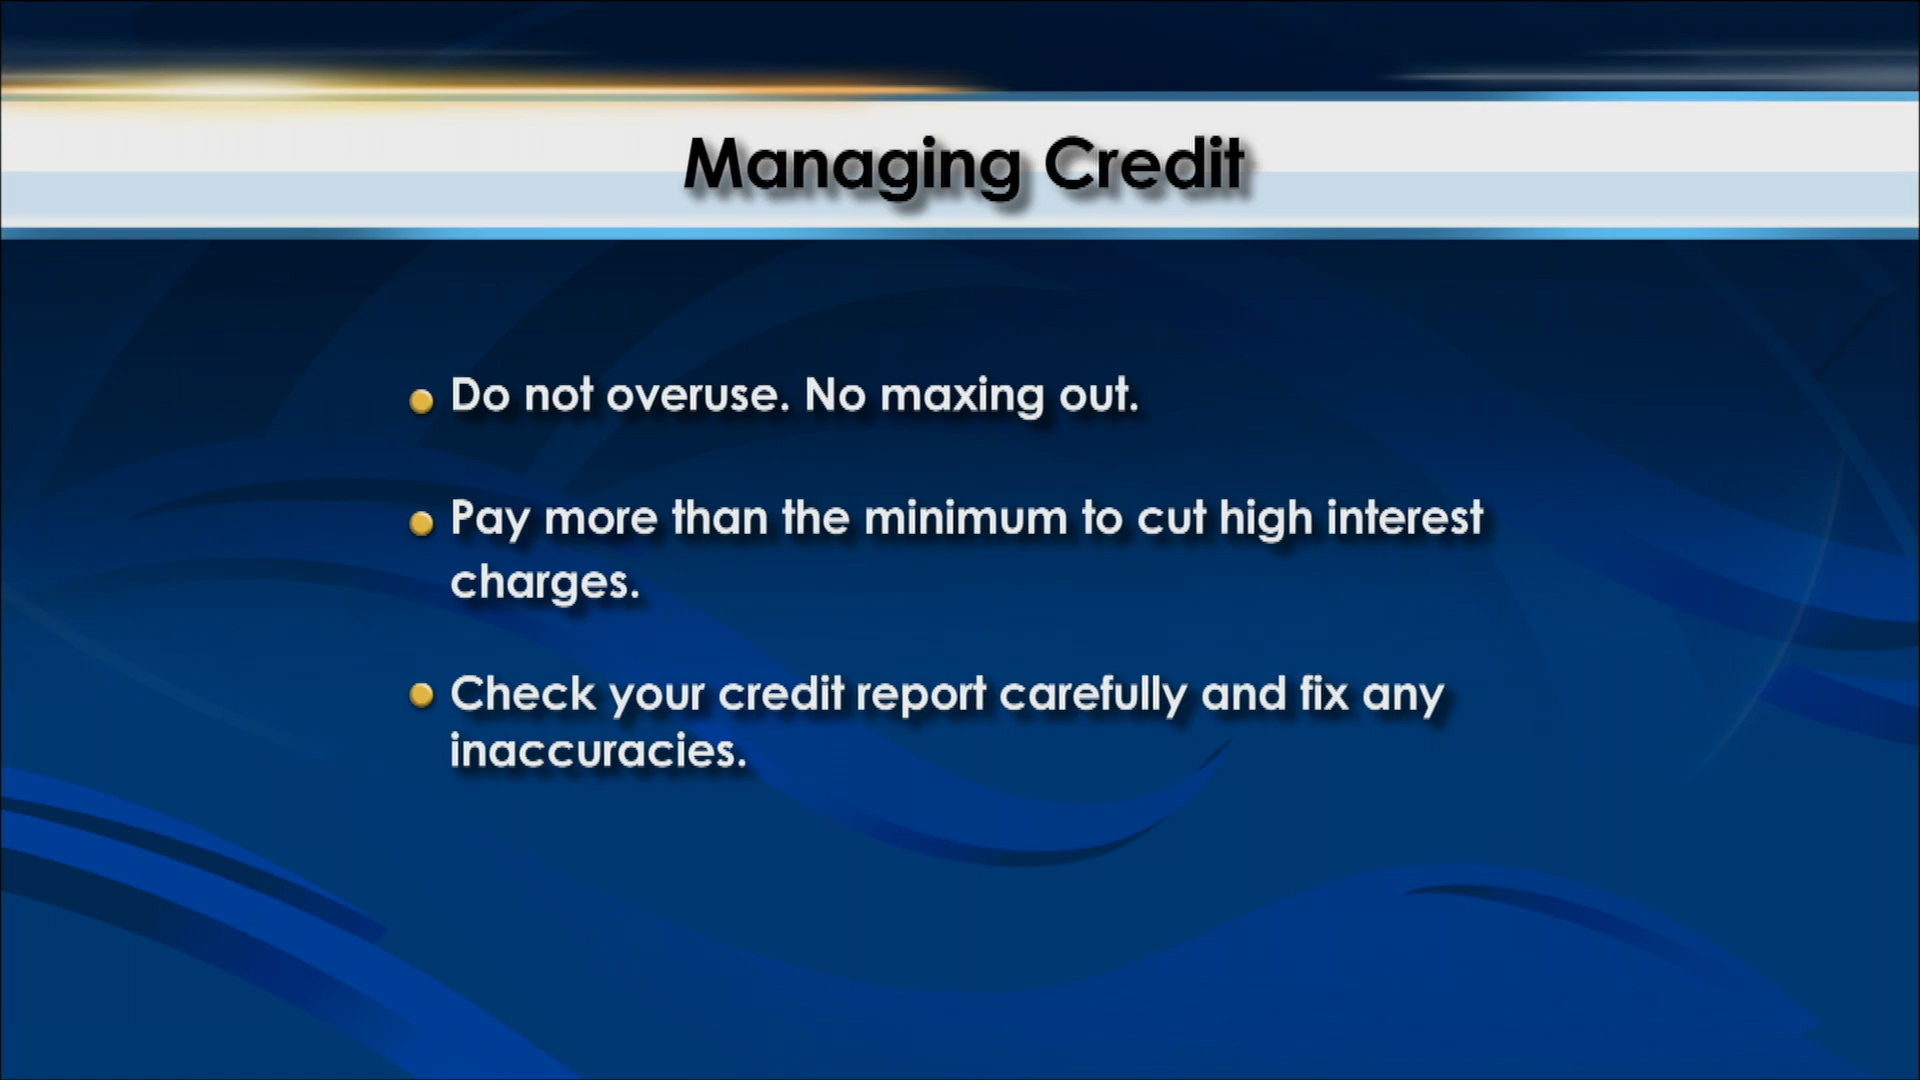 Managing Credit
Do not overuse. No maxing out.
Pay more than the minimum to cut high interest
charges.
Check your credit report carefully and fix any
inaccuracies.